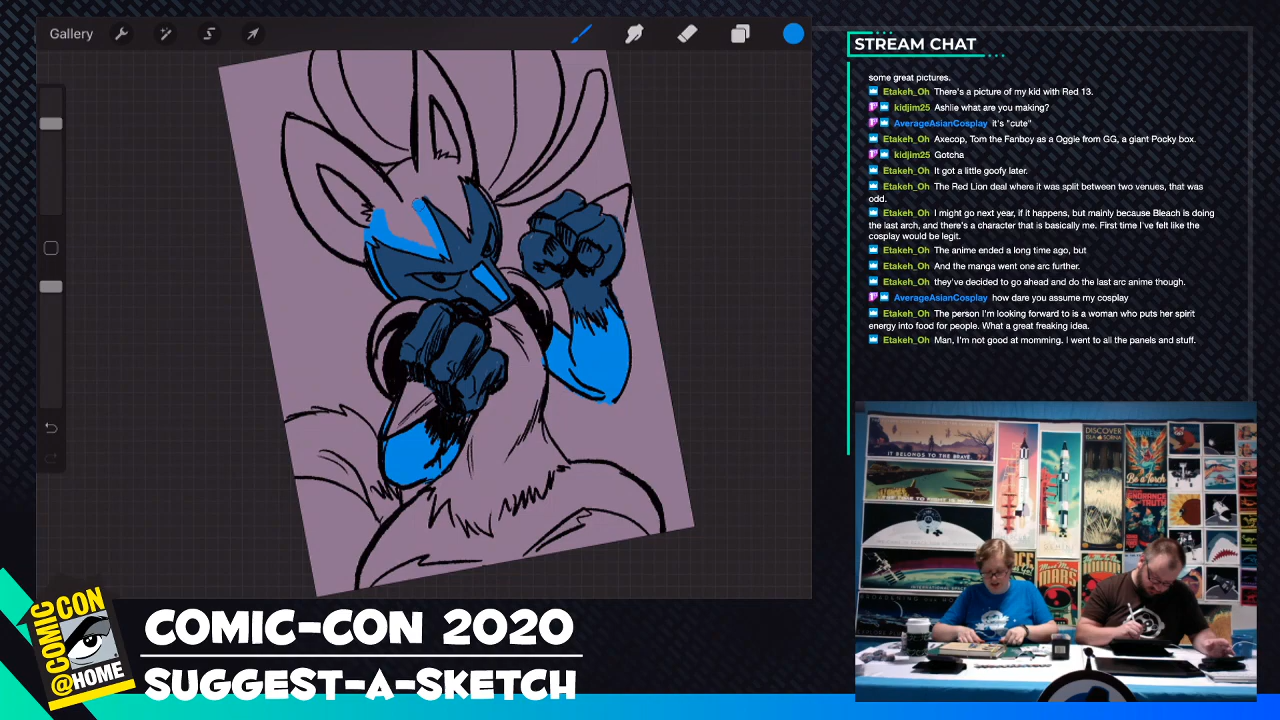 Gallery
STREAM CHAT
some great pictures.
Etakeh_Oh There's a picture of my kid with Red 13.
kidjim25 Ashlie what are you making?
AverageAsianCosplay it's "cute"
Etakeh_Oh Axecop, Tom the Fanboy as a Oggie from GG, a giant Pocky box.
kidjim25 Gotcha
Etakeh_Oh It got a little goofy later.
Etakeh_Oh The Red Lion deal where it was split between two venues, that was
odd.
Etakeh_Oh I might go next year, if it happens, but mainly because Bleach is doing
the last arch, and there's a character that is basically me. First time I've felt like the
cosplay would be legit.
Etakeh_Oh The anime ended a long time ago, but
Etakeh_Oh And the manga went one arc further.
Etakeh_Oh they've decided to go ahead and do the last arc anime though.
AverageAsianCosplay how dare you assume my cosplay
Etakeh_Oh The person I'm looking forward to is a woman who puts her spirit
energy into food for people. What a great freaking idea.
Etakeh_Oh Man, I'm not good at momming. I went to all the panels and stuff.
IT BELONGS TO THE BRAVE
DISCOVER
ISLA SORNA
Be a Torch
IGNORANCE
TRUTH
INTERNATIONAL SPACE
MARS
COMIC-CON
@HOME
COMIC-CON 2020
SUGGEST-A-SKETCH